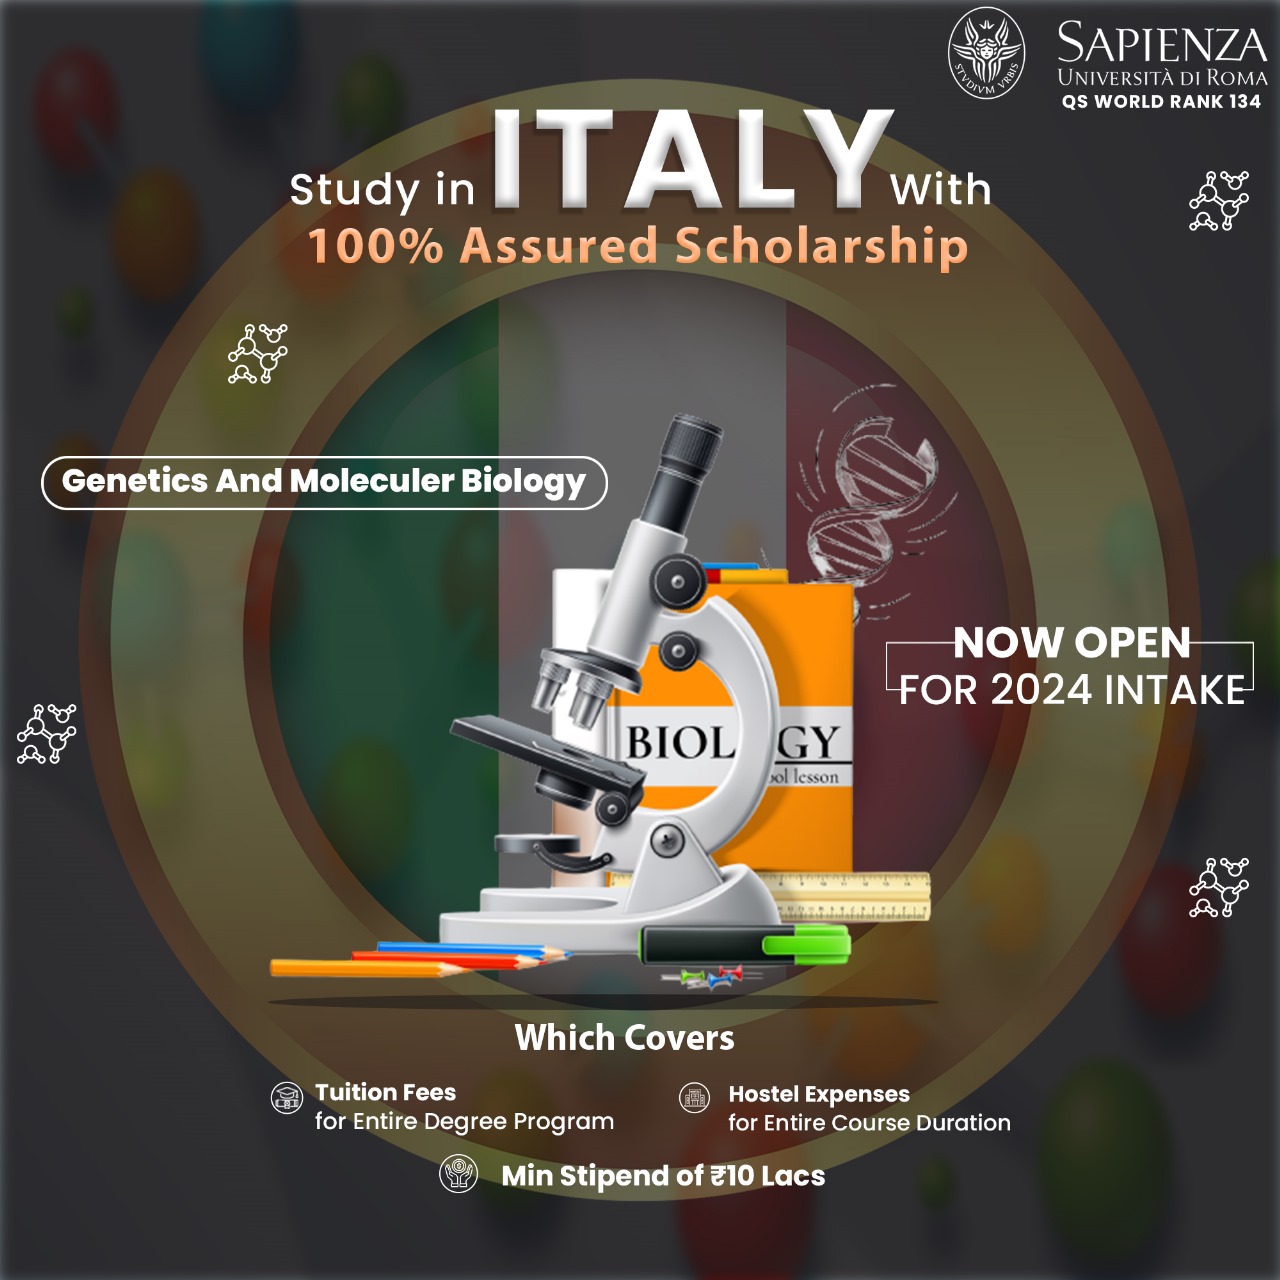 STVDIVM VRBIS
SAPIENZA
UNIVERSITÀ DI ROMA
QS WORLD RANK 134
Study in ITALY With
100% Assured Scholarship
Genetics And Moleculer Biology
NOW OPEN
FOR 2024 INTAKE
BIOL GY
ool lesson
Which Covers
Tuition Fees
for Entire Degree Program
Hostel Expenses
for Entire Course Duration
Min Stipend of ₹10 Lacs